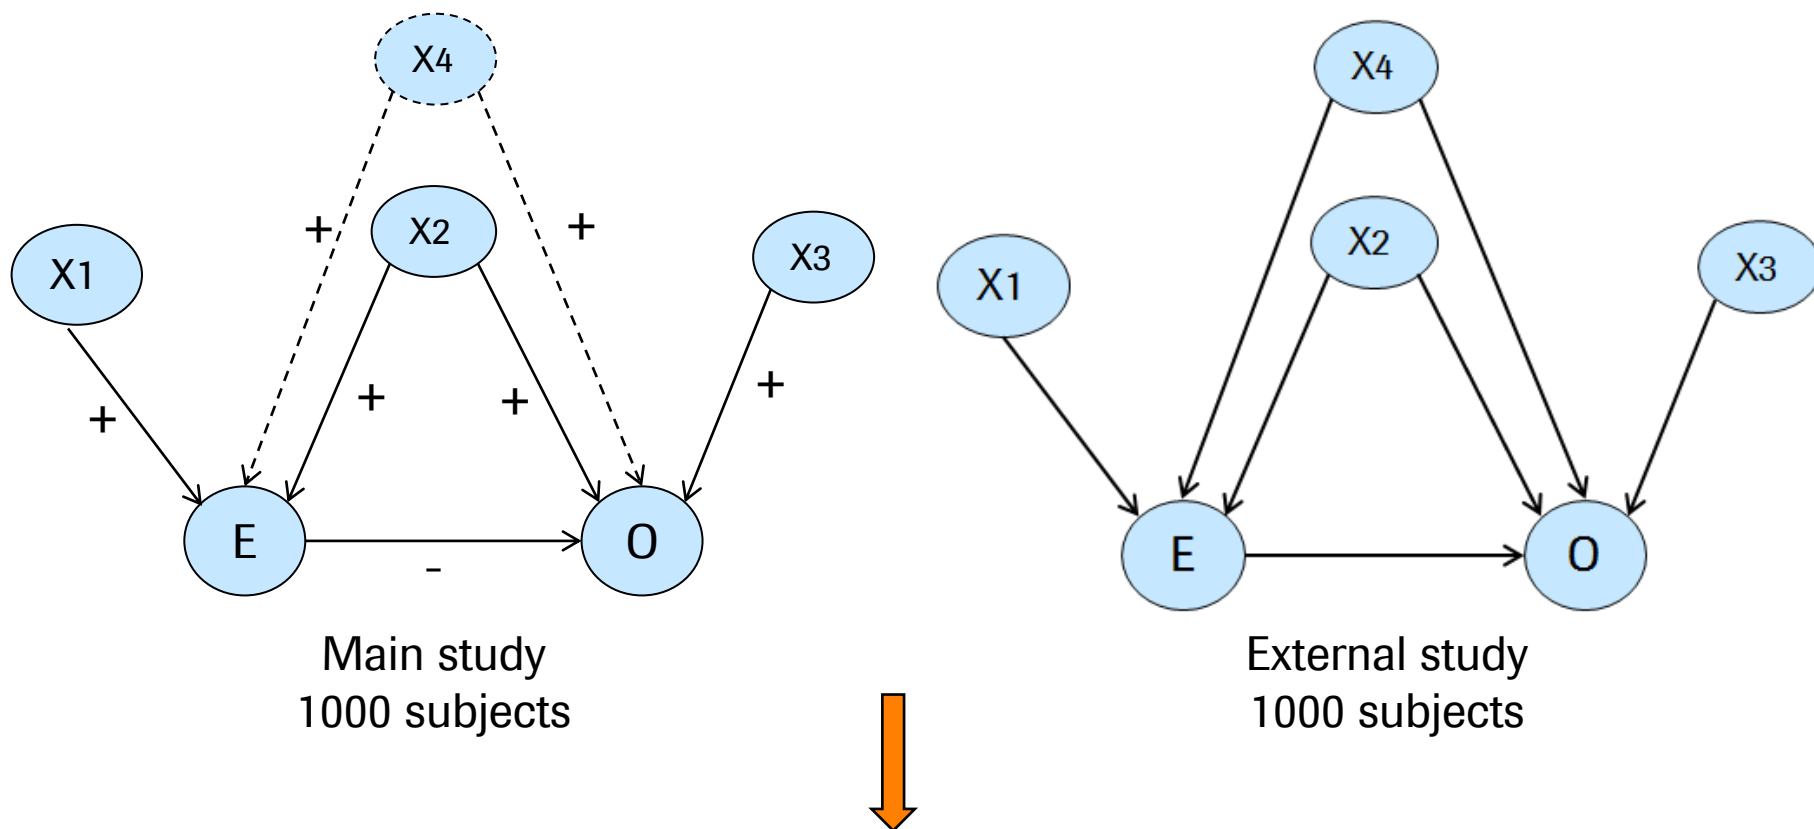 X4
+
+
X2
X1
X3
+
+
+
+
E
O
-
Main study
1000 subjects
X4
X2
X1
X3
E
O
External study
1000 subjects